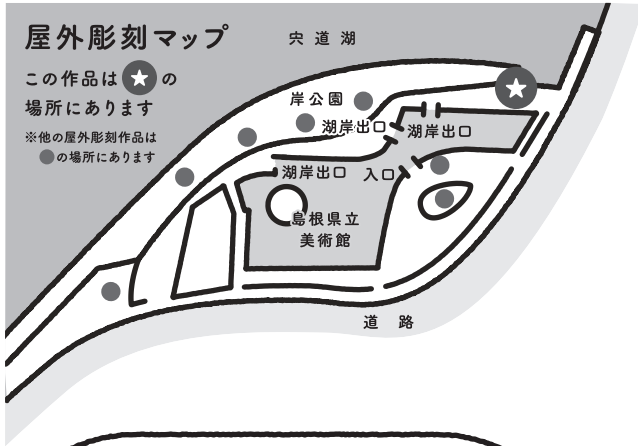 屋外彫刻マップ
この作品は★の
場所にあります
※他の屋外彫刻作品は
●の場所にあります
宍道湖
岸公園
湖岸出口
湖岸出口
湖岸出口
入口
島根県立
美術館
道 路